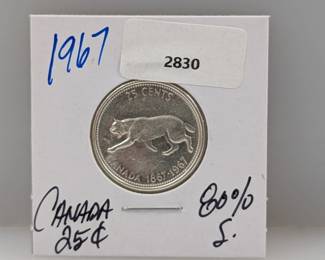 1967
2830
25 CENTS
CANADA 1867-1967
CANADA
25¢
80%
S.